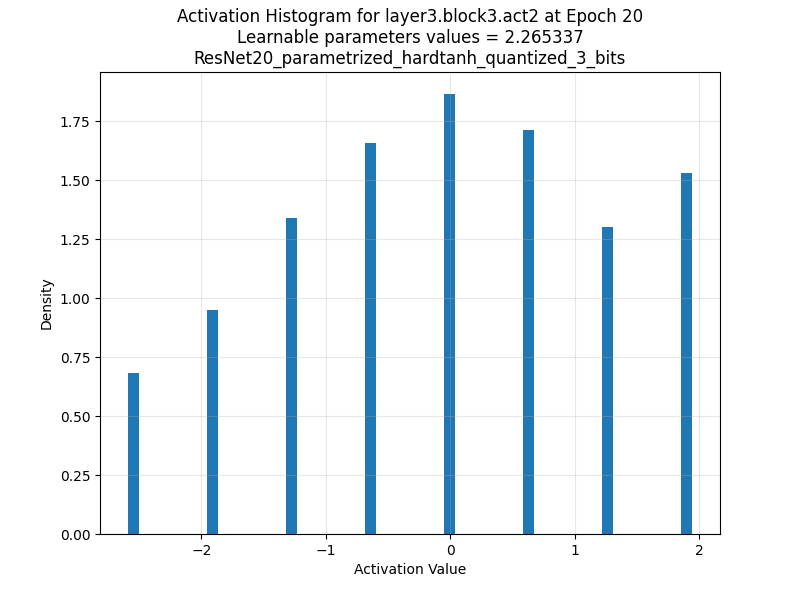 Activation Histogram for layer3.block3.act2 at Epoch 20
Learnable parameters values = 2.265337
ResNet20_parametrized_hardtanh_quantized_3_bits
Density
1.75
1.50
1.25
1.00
0.75
0.50
0.25
0.00
−2 −1 0 1 2
Activation Value